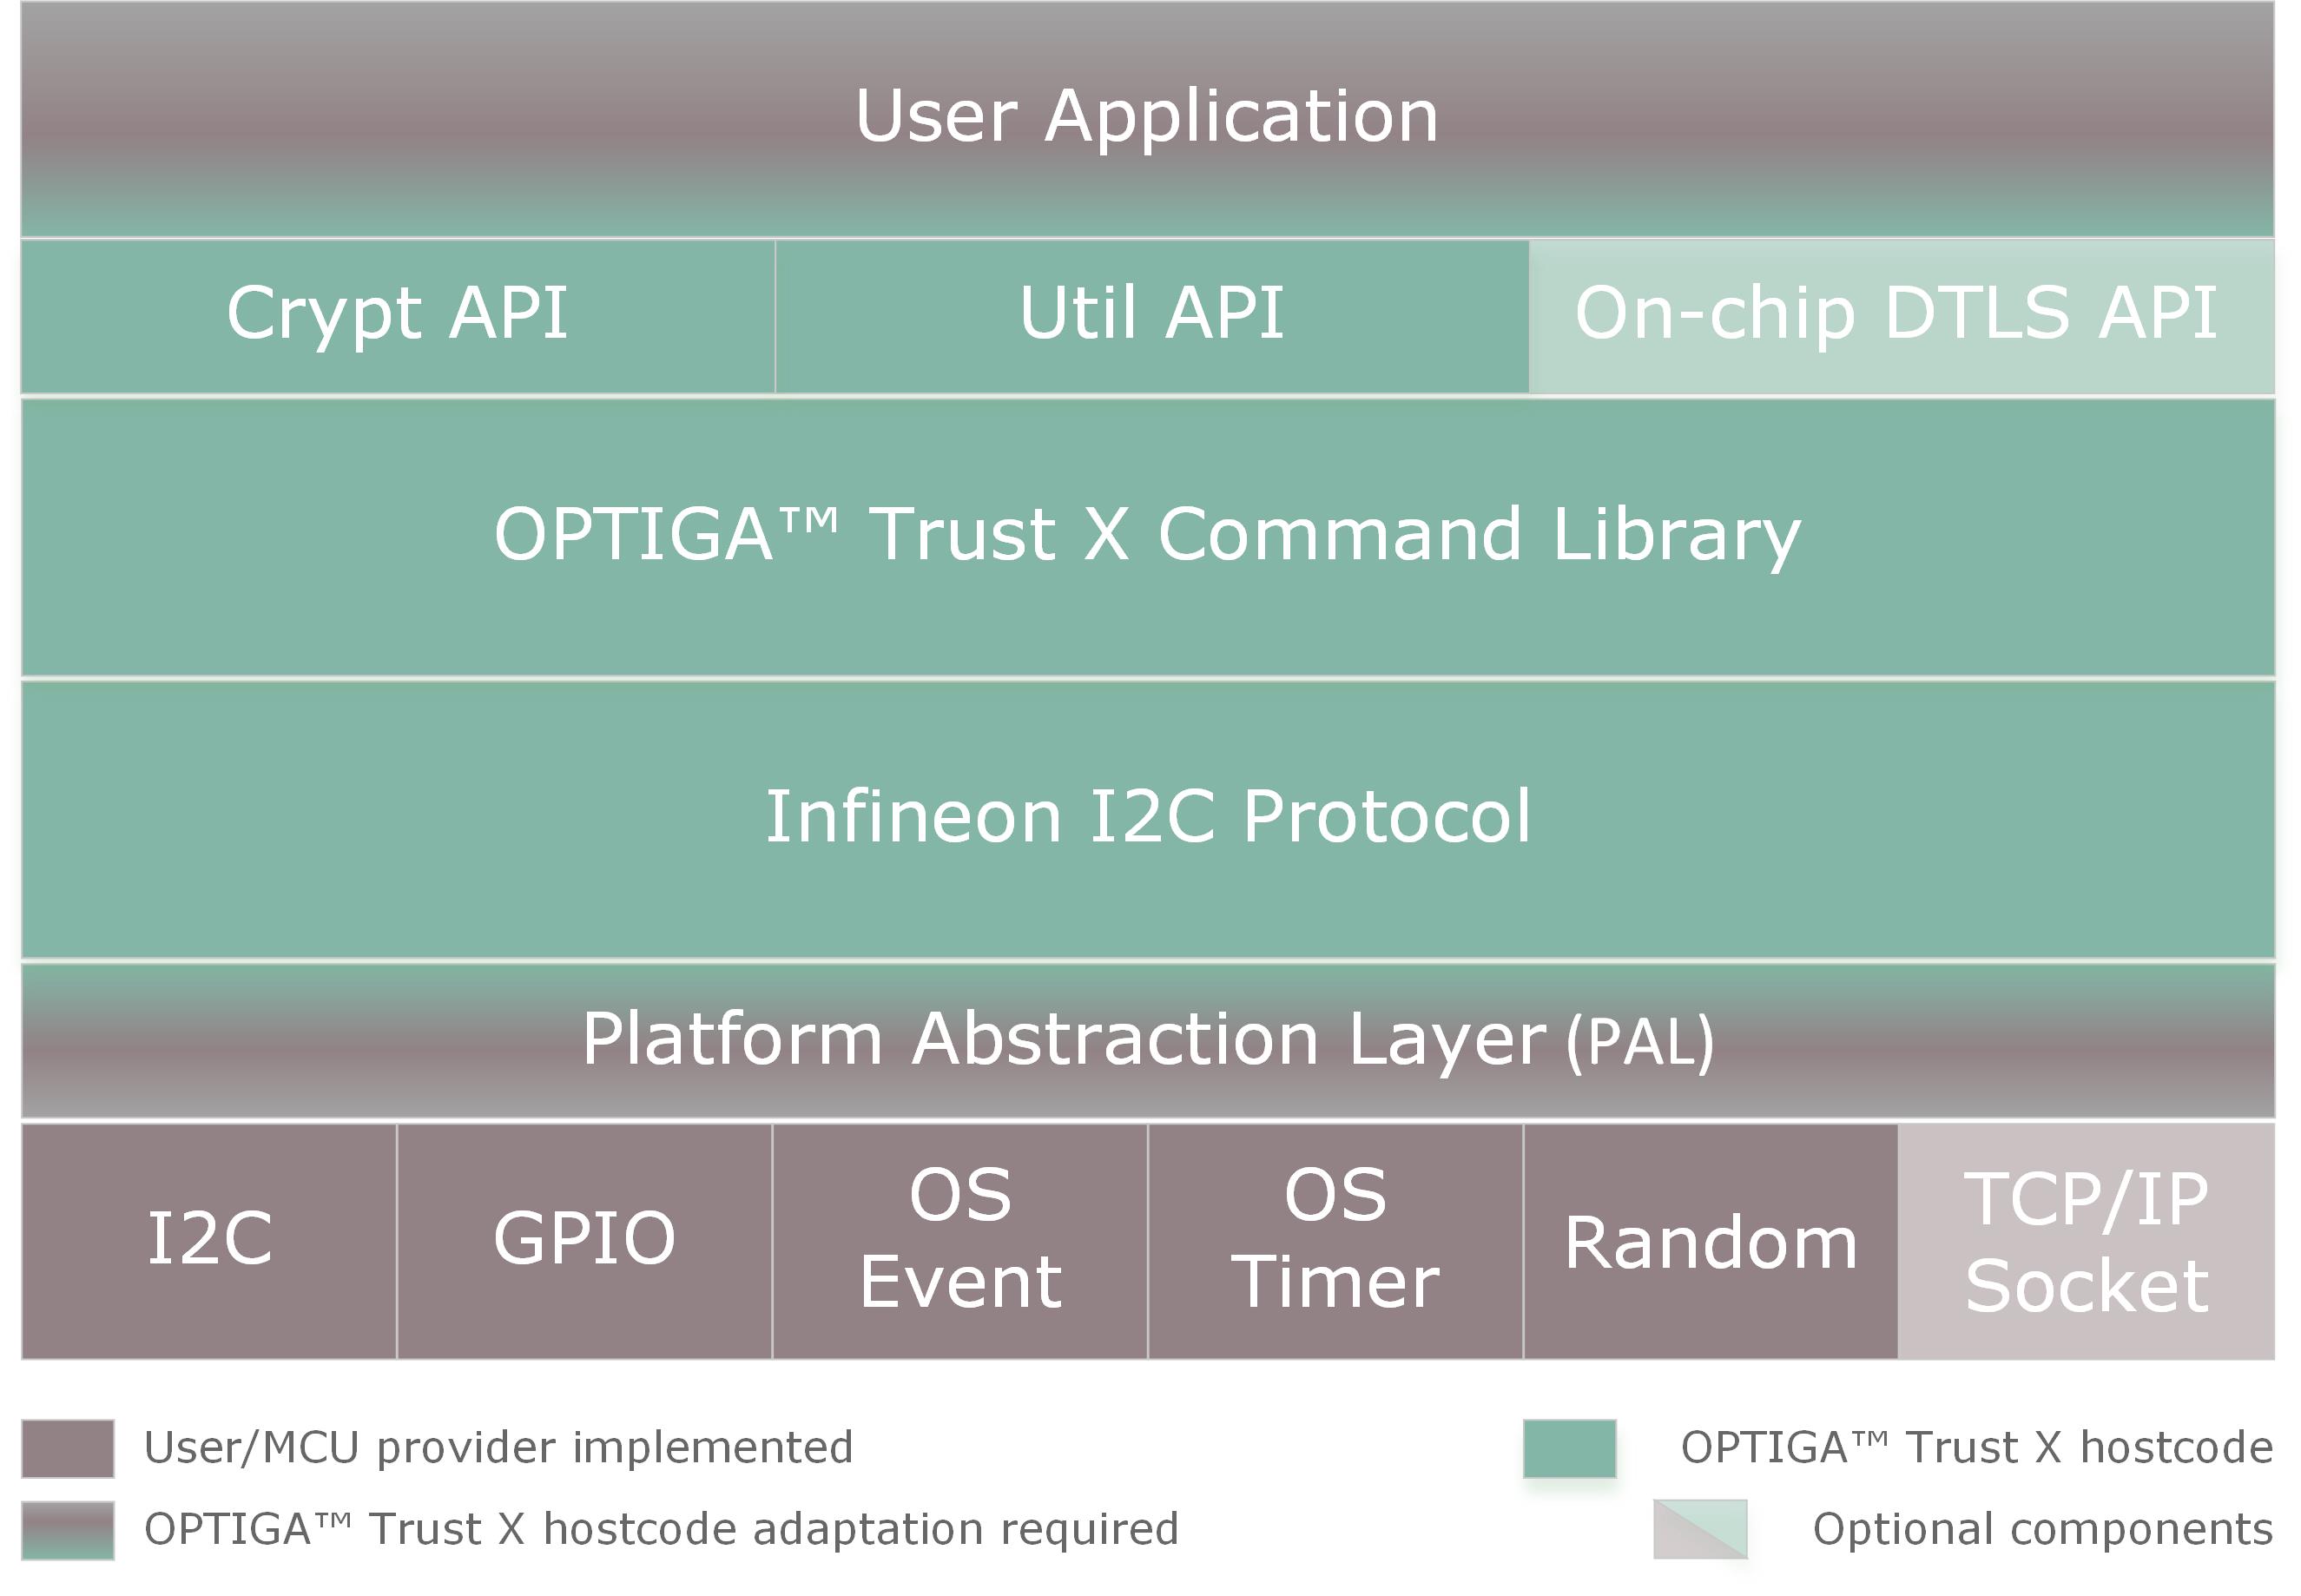 User Application
Crypt API
Util API
On-chip DTLS API
OPTIGA™ Trust X Command Library
Infineon I2C Protocol
Platform Abstraction Layer (PAL)
I2C
GPIO
OS
Event
OS
Timer
Random
TCP/IP
Socket
User/MCU provider implemented
OPTIGA™ Trust X hostcode
OPTIGA™ Trust X hostcode adaptation required
Optional components